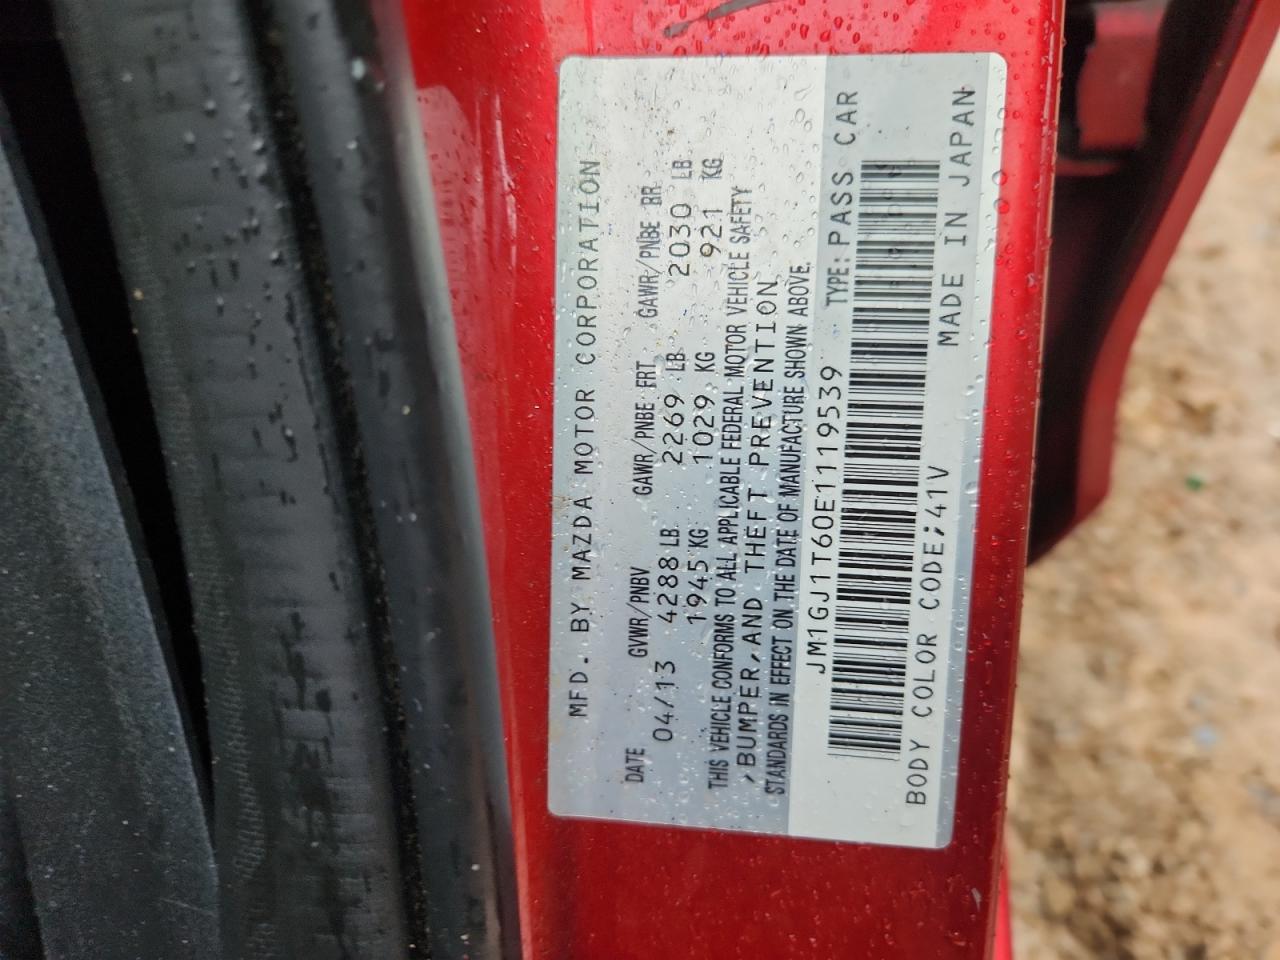 MFD. BY MAZDA MOTOR CORPORATION
DATE GVWR/PNBV GAWR/PNBE FRT GAWR/PNBE RR
04/13 4288 LB 2269 LB 2030 LB
1945 KG 1029 KG 921 KG
THIS VEHICLE CONFORMS TO ALL APPLICABLE FEDERAL MOTOR VEHICLE SAFETY
,BUMPER,AND THEFT PREVENTION
STANDARDS IN EFFECT ON THE DATE OF MANUFACTURE SHOWN ABOVE.
JM1GJ1T60E1119539 TYPE: PASS CAR
BODY COLOR CODE;41V MADE IN JAPAN